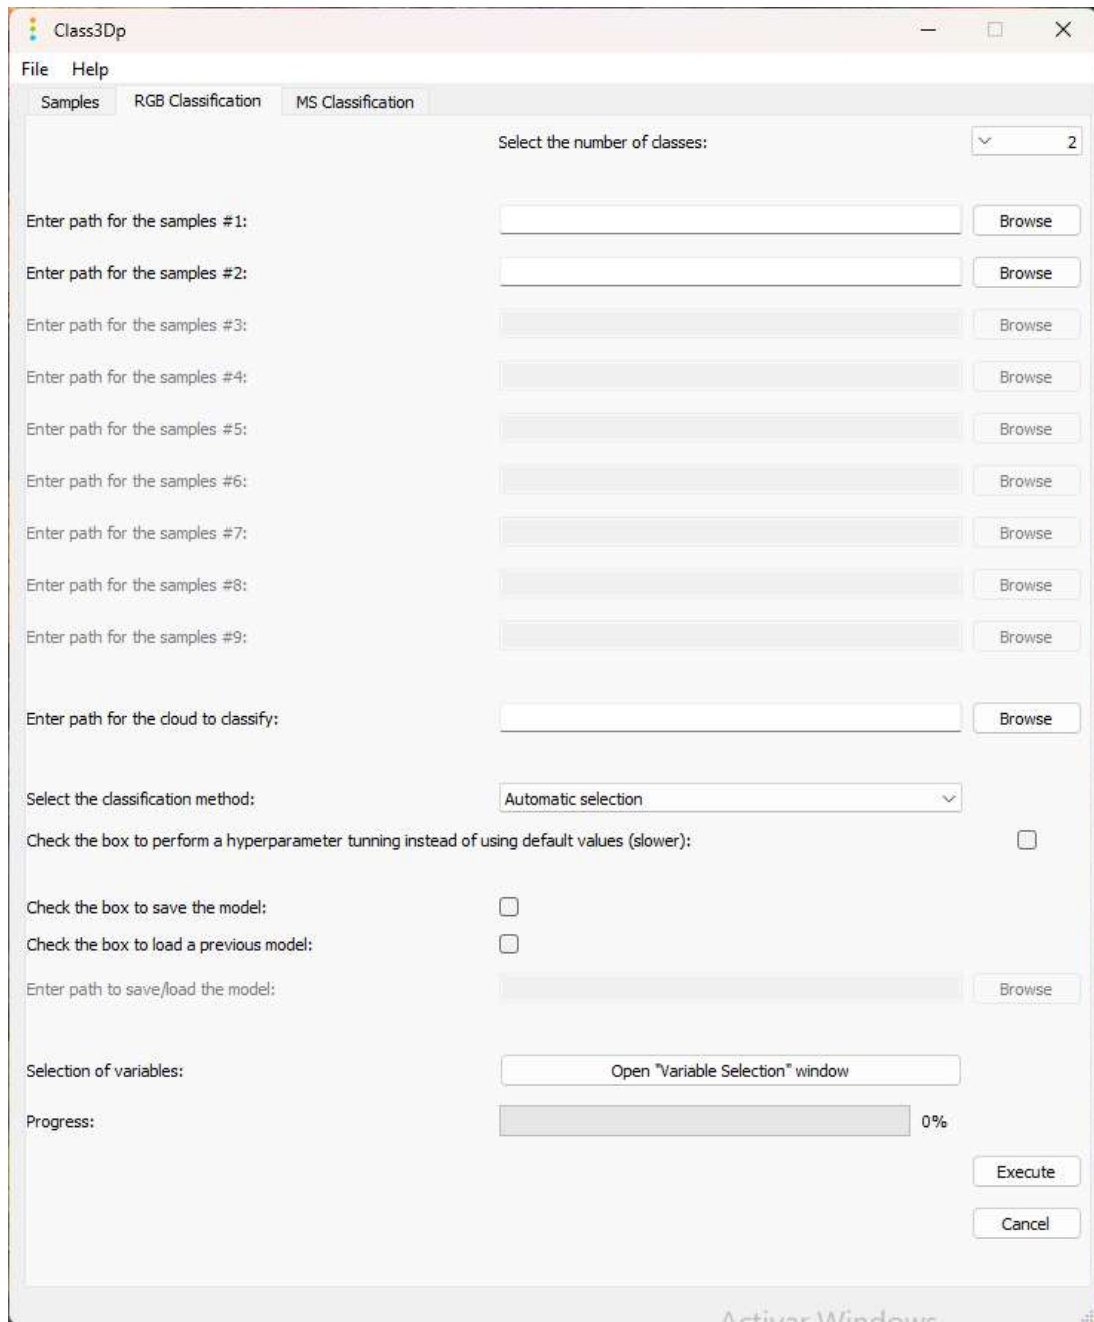 Class3Dp
File Help
Samples RGB Classification MS Classification
Select the number of classes: 2
Enter path for the samples #1: Browse
Enter path for the samples #2: Browse
Enter path for the samples #3: Browse
Enter path for the samples #4: Browse
Enter path for the samples #5: Browse
Enter path for the samples #6: Browse
Enter path for the samples #7: Browse
Enter path for the samples #8: Browse
Enter path for the samples #9: Browse
Enter path for the cloud to classify: Browse
Select the classification method: Automatic selection
Check the box to perform a hyperparameter tunning instead of using default values (slower):
Check the box to save the model:
Check the box to load a previous model:
Enter path to save/load the model: Browse
Selection of variables: Open "Variable Selection" window
Progress: 0%
Execute
Cancel
Activar Windows